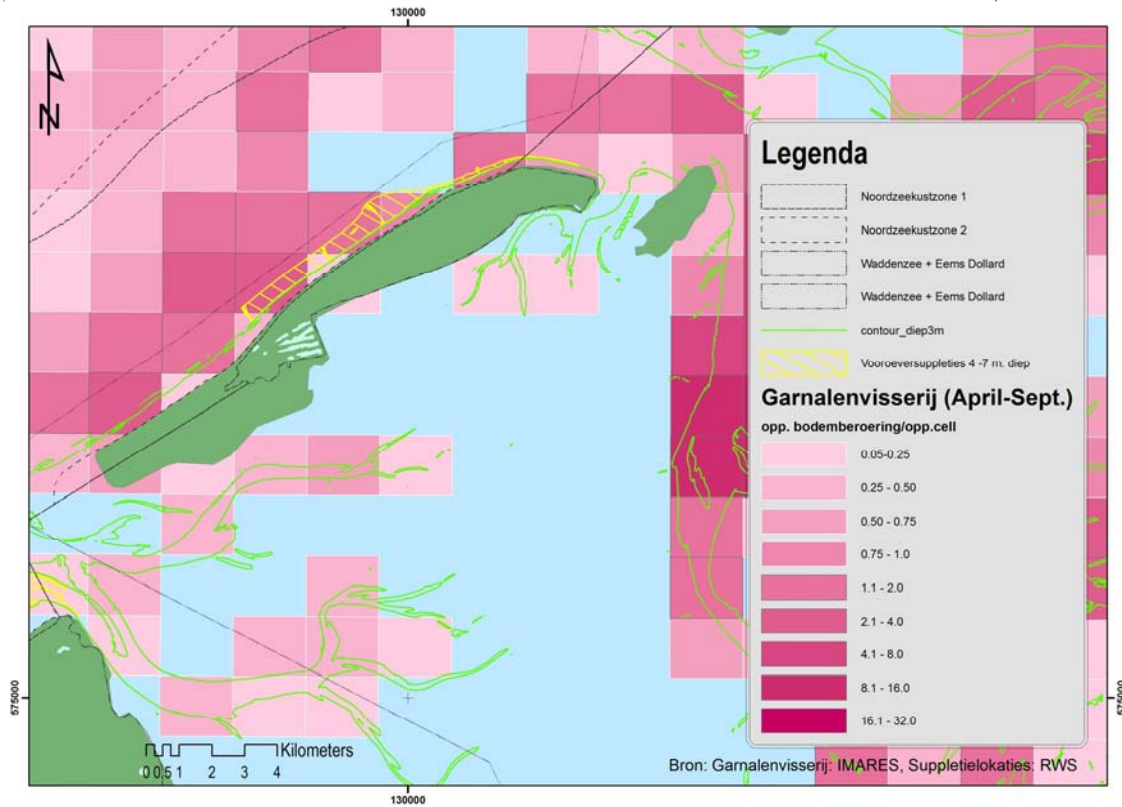 130000
N
Legenda
Noordzeekustzone 1
Noordzeekustzone 2
Waddenzee + Eems Dollard
Waddenzee + Eems Dollard
contour_diep3m
Vooroeversuppleties 4 -7 m. diep
Garnalenvisserij (April-Sept.)
opp. bodemberoering/opp.cell
0.05-0.25
0.25 - 0.50
0.50 - 0.75
0.75 - 1.0
1.1 - 2.0
2.1 - 4.0
4.1 - 8.0
8.1 - 16.0
16.1 - 32.0
575000
575000
Kilometers
0 0.5 1 2 3 4
Bron: Garnalenvisserij: IMARES, Suppletielokaties: RWS
130000